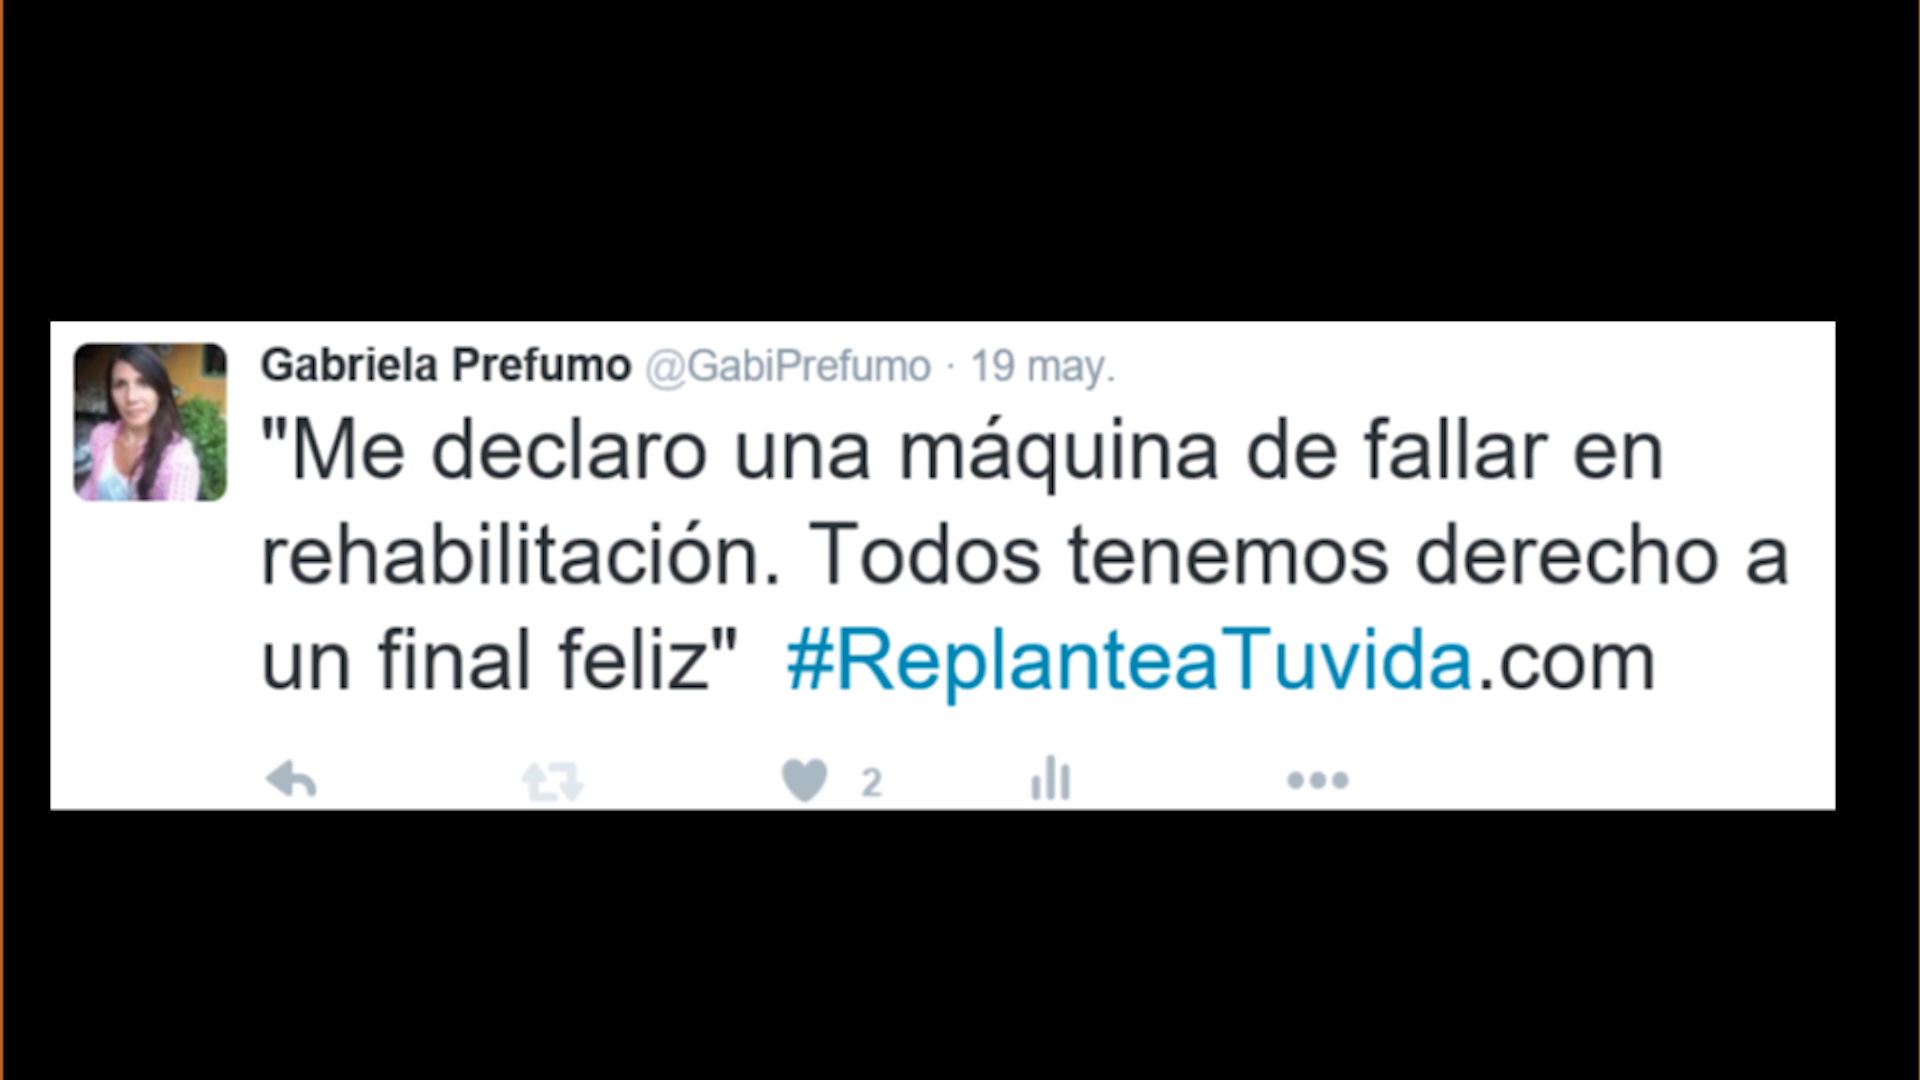 Gabriela Prefumo @GabiPrefumo · 19 may.
"Me declaro una máquina de fallar en
rehabilitación. Todos tenemos derecho a
un final feliz" #ReplanteaTuvida.com
2